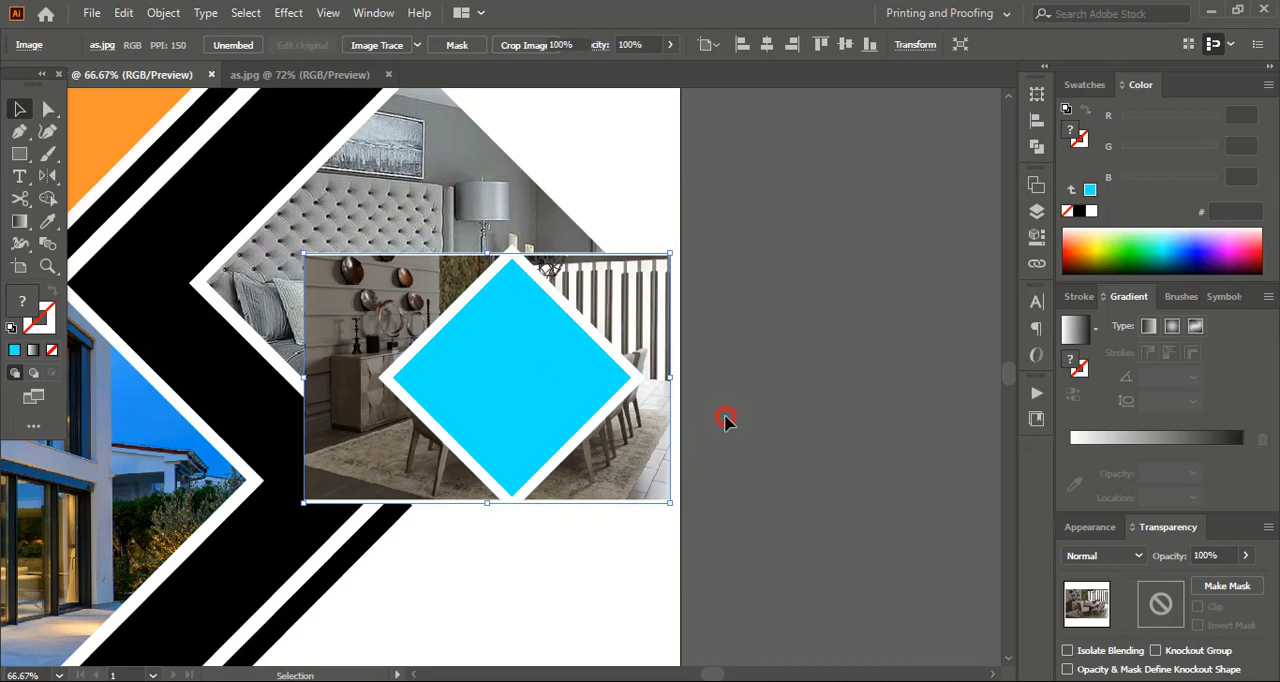 Ai File Edit Object Type Select Effect View Window Help Printing and Proofing Search Adobe Stock
Image as.jpg RGB PPI: 150 Unembed Edit Original Image Trace Mask Crop Imag 100% city: 100% Transform
@ 66.67% (RGB/Preview) as.jpg @ 72% (RGB/Preview)
Swatches Color
R
G
B
#
?
Stroke Gradient Brushes Symbol:
Type:
Stroke:
?
Opacity:
Location:
Appearance Transparency
Normal Opacity: 100%
Make Mask
Clip
Invert Mask
Isolate Blending Knockout Group
Opacity & Mask Define Knockout Shape
66.67% 1 Selection